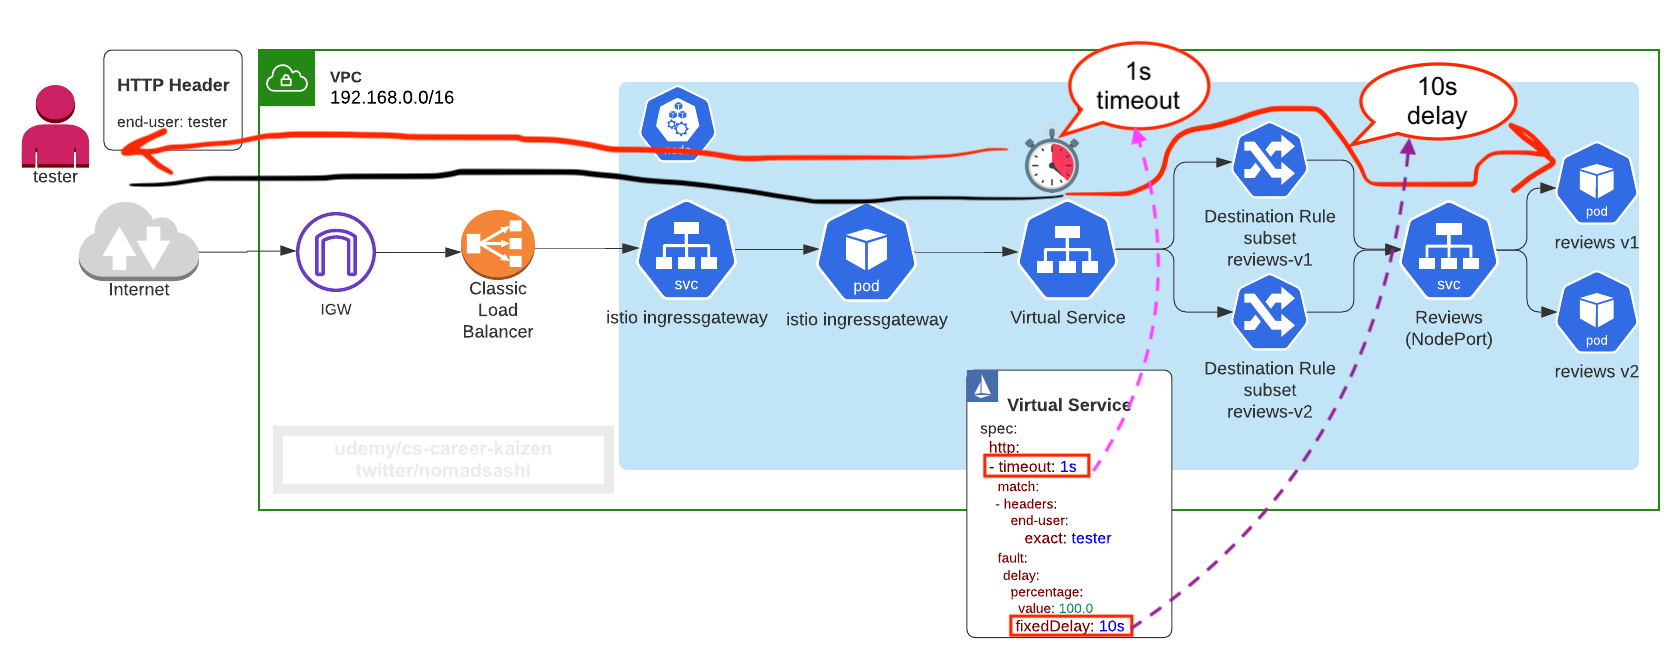 HTTP Header
end-user: tester
tester
VPC
192.168.0.0/16
node
1s
timeout
10s
delay
Internet
IGW
Classic
Load
Balancer
svc
istio ingressgateway
pod
istio ingressgateway
Virtual Service
Destination Rule
subset
reviews-v1
Destination Rule
subset
reviews-v2
svc
Reviews
(NodePort)
pod
reviews v1
pod
reviews v2
udemy/cs-career-kaizen
twitter/nomadsashi
Virtual Service
spec:
http:
- timeout: 1s
match:
- headers:
end-user:
exact: tester
fault:
delay:
percentage:
value: 100.0
fixedDelay: 10s